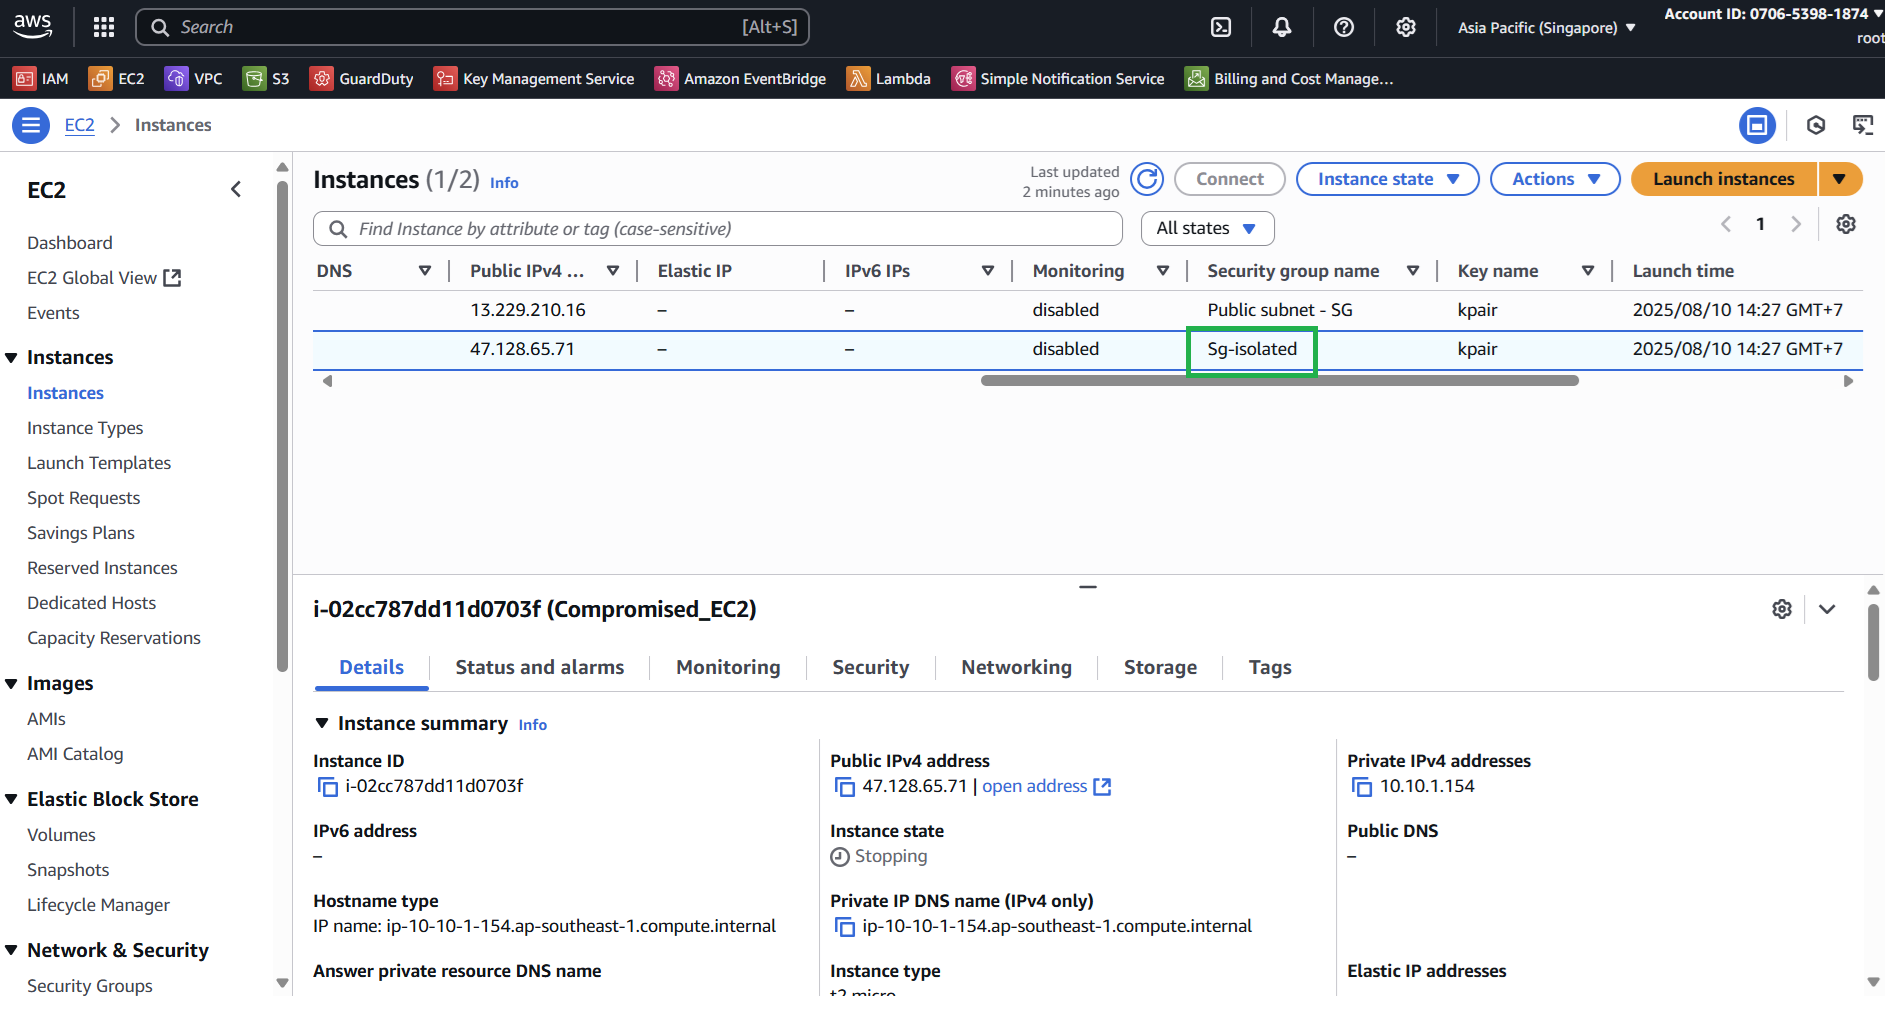 aws
Search [Alt+S]
Asia Pacific (Singapore)
Account ID: 0706-5398-1874
root
IAM EC2 VPC S3 GuardDuty Key Management Service Amazon EventBridge Lambda Simple Notification Service Billing and Cost Manage...
EC2 Instances
EC2
Dashboard
EC2 Global View
Events
Instances
Instances
Instance Types
Launch Templates
Spot Requests
Savings Plans
Reserved Instances
Dedicated Hosts
Capacity Reservations
Images
AMIs
AMI Catalog
Elastic Block Store
Volumes
Snapshots
Lifecycle Manager
Network & Security
Security Groups
Instances (1/2) Info
Last updated
2 minutes ago
Connect Instance state Actions Launch instances
Find Instance by attribute or tag (case-sensitive) All states 1
DNS Public IPv4 ... Elastic IP IPv6 IPs Monitoring Security group name Key name Launch time
13.229.210.16 – – disabled Public subnet - SG kpair 2025/08/10 14:27 GMT+7
47.128.65.71 – – disabled Sg-isolated kpair 2025/08/10 14:27 GMT+7
i-02cc787dd11d0703f (Compromised_EC2)
Details Status and alarms Monitoring Security Networking Storage Tags
Instance summary Info
Instance ID
i-02cc787dd11d0703f
IPv6 address
–
Hostname type
IP name: ip-10-10-1-154.ap-southeast-1.compute.internal
Answer private resource DNS name
Public IPv4 address
47.128.65.71 | open address
Instance state
Stopping
Private IP DNS name (IPv4 only)
ip-10-10-1-154.ap-southeast-1.compute.internal
Instance type
t2.micro
Private IPv4 addresses
10.10.1.154
Public DNS
–
Elastic IP addresses